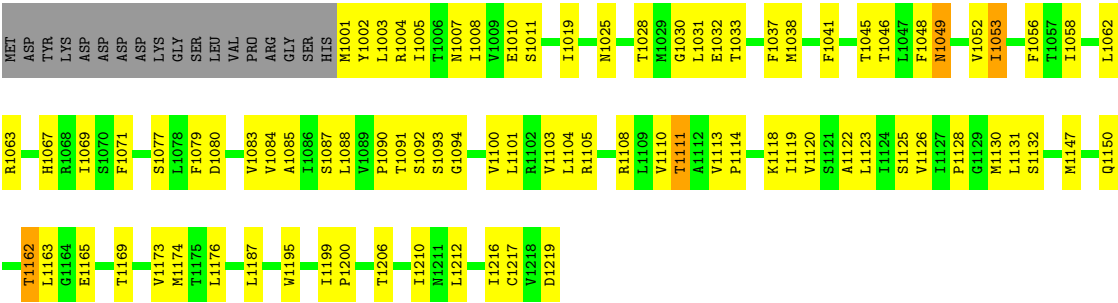 MET ASP TYR LYS ASP ASP ASP ASP LYS GLY SER LEU VAL PRO ARG GLY SER HIS M1001 Y1002 L1003 R1004 I1005 T1006 N1007 I1008 V1009 E1010 S1011 I1019 N1025 T1028 M1029 G1030 L1031 E1032 T1033 F1037 M1038 F1041 T1045 T1046 L1047 F1048 N1049 V1052 I1053 F1056 T1057 I1058 L1062
R1063 H1067 R1068 I1069 S1070 F1071 S1077 L1078 F1079 D1080 V1083 V1084 A1085 I1086 S1087 L1088 V1089 P1090 T1091 S1092 S1093 G1094 V1100 L1101 R1102 V1103 L1104 R1105 R1108 L1109 V1110 T1111 A1112 V1113 P1114 K1118 I1119 V1120 S1121 A1122 L1123 I1124 S1125 V1126 I1127 P1128 G1129 M1130 L1131 S1132 M1147 Q1150
T1162 L1163 G1164 E1165 T1169 V1173 M1174 T1175 L1176 L1187 W1195 I1199 P1200 T1206 I1210 N1211 L1212 I1216 C1217 V1218 D1219